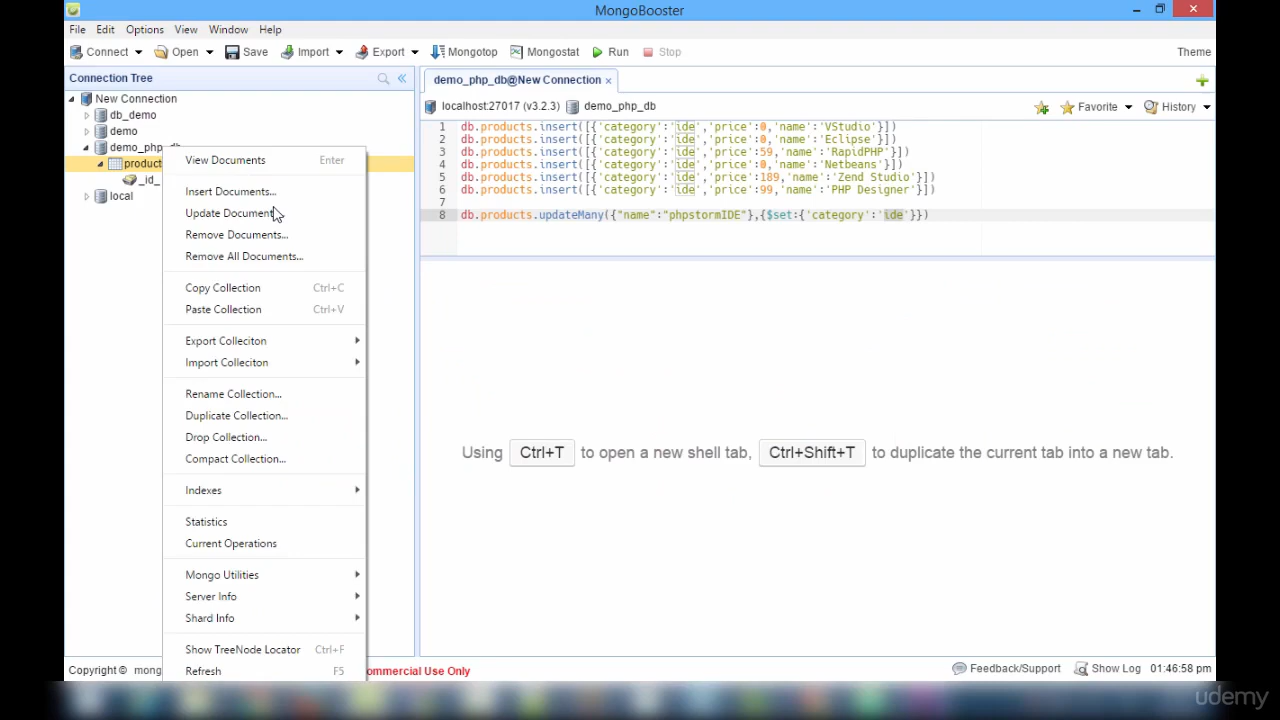 MongoBooster
File Edit Options View Window Help
Connect Open Save Import Export Mongotop Mongostat Run Stop Theme
Connection Tree
demo_php_db@New Connection ×
New Connection
localhost:27017 (v3.2.3) demo_php_db Favorite History
db_demo
demo
demo_php_db
product
_id_
local
View Documents Enter
Insert Documents...
Update Document
Remove Documents...
Remove All Documents...
Copy Collection Ctrl+C
Paste Collection Ctrl+V
Export Colleciton
Import Colleciton
Rename Collection...
Duplicate Collection...
Drop Collection...
Compact Collection...
Indexes
Statistics
Current Operations
Mongo Utilities
Server Info
Shard Info
Show TreeNode Locator Ctrl+F
Refresh F5
1 db.products.insert([{'category':'ide','price':0,'name':'VStudio'}])
2 db.products.insert([{'category':'ide','price':0,'name':'Eclipse'}])
3 db.products.insert([{'category':'ide','price':59,'name':'RapidPHP'}])
4 db.products.insert([{'category':'ide','price':0,'name':'Netbeans'}])
5 db.products.insert([{'category':'ide','price':189,'name':'Zend Studio'}])
6 db.products.insert([{'category':'ide','price':99,'name':'PHP Designer'}])
7
8 db.products.updateMany({"name":"phpstormIDE"},{$set:{'category':'ide'}})
Using Ctrl+T to open a new shell tab, Ctrl+Shift+T to duplicate the current tab into a new tab.
Copyright © mong ommercial Use Only Feedback/Support Show Log 01:46:58 pm
udemy